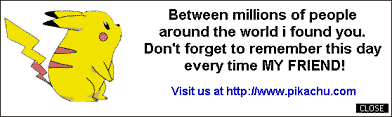 Between millions of people
around the world i found you.
Don't forget to remember this day
every time MY FRIEND!
Visit us at http://www.pikachu.com
CLOSE